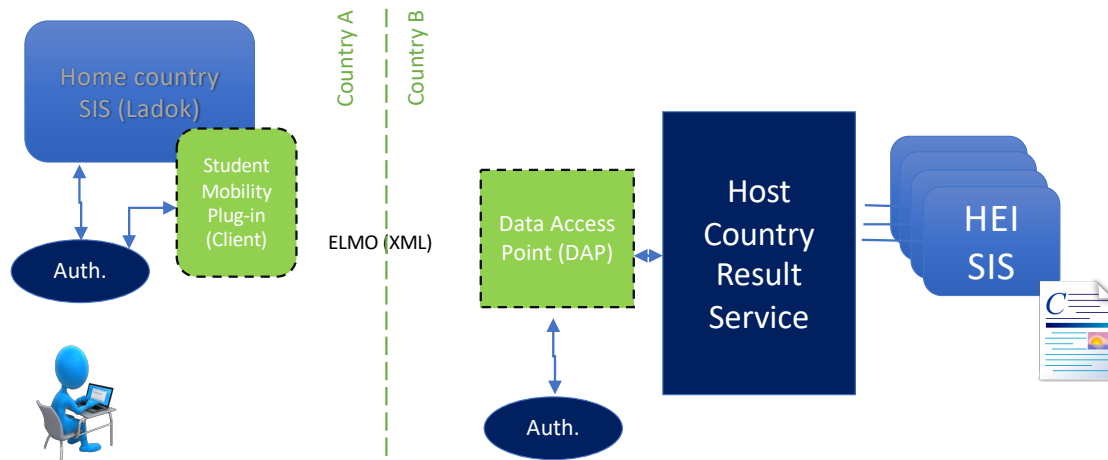 Home country
SIS (Ladok)
Student
Mobility
Plug-in
(Client)
Auth.
Country A
Country B
ELMO (XML)
Data Access
Point (DAP)
Auth.
Host
Country
Result
Service
HEI
SIS
C